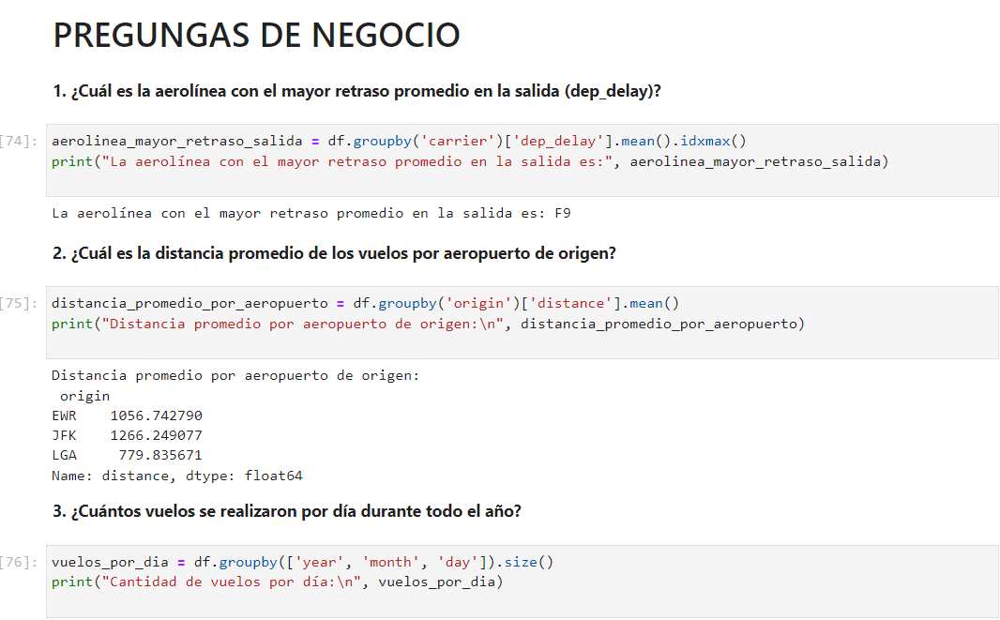 PREGUNGAS DE NEGOCIO
1. ¿Cuál es la aerolínea con el mayor retraso promedio en la salida (dep_delay)?
[74]: aerolinea_mayor_retraso_salida = df.groupby('carrier')['dep_delay'].mean().idxmax()
print("La aerolínea con el mayor retraso promedio en la salida es:", aerolinea_mayor_retraso_salida)
La aerolínea con el mayor retraso promedio en la salida es: F9
2. ¿Cuál es la distancia promedio de los vuelos por aeropuerto de origen?
[75]: distancia_promedio_por_aeropuerto = df.groupby('origin')['distance'].mean()
print("Distancia promedio por aeropuerto de origen:\n", distancia_promedio_por_aeropuerto)
Distancia promedio por aeropuerto de origen:
origin
EWR 1056.742790
JFK 1266.249077
LGA 779.835671
Name: distance, dtype: float64
3. ¿Cuántos vuelos se realizaron por día durante todo el año?
[76]: vuelos_por_dia = df.groupby(['year', 'month', 'day']).size()
print("Cantidad de vuelos por día:\n", vuelos_por_dia)